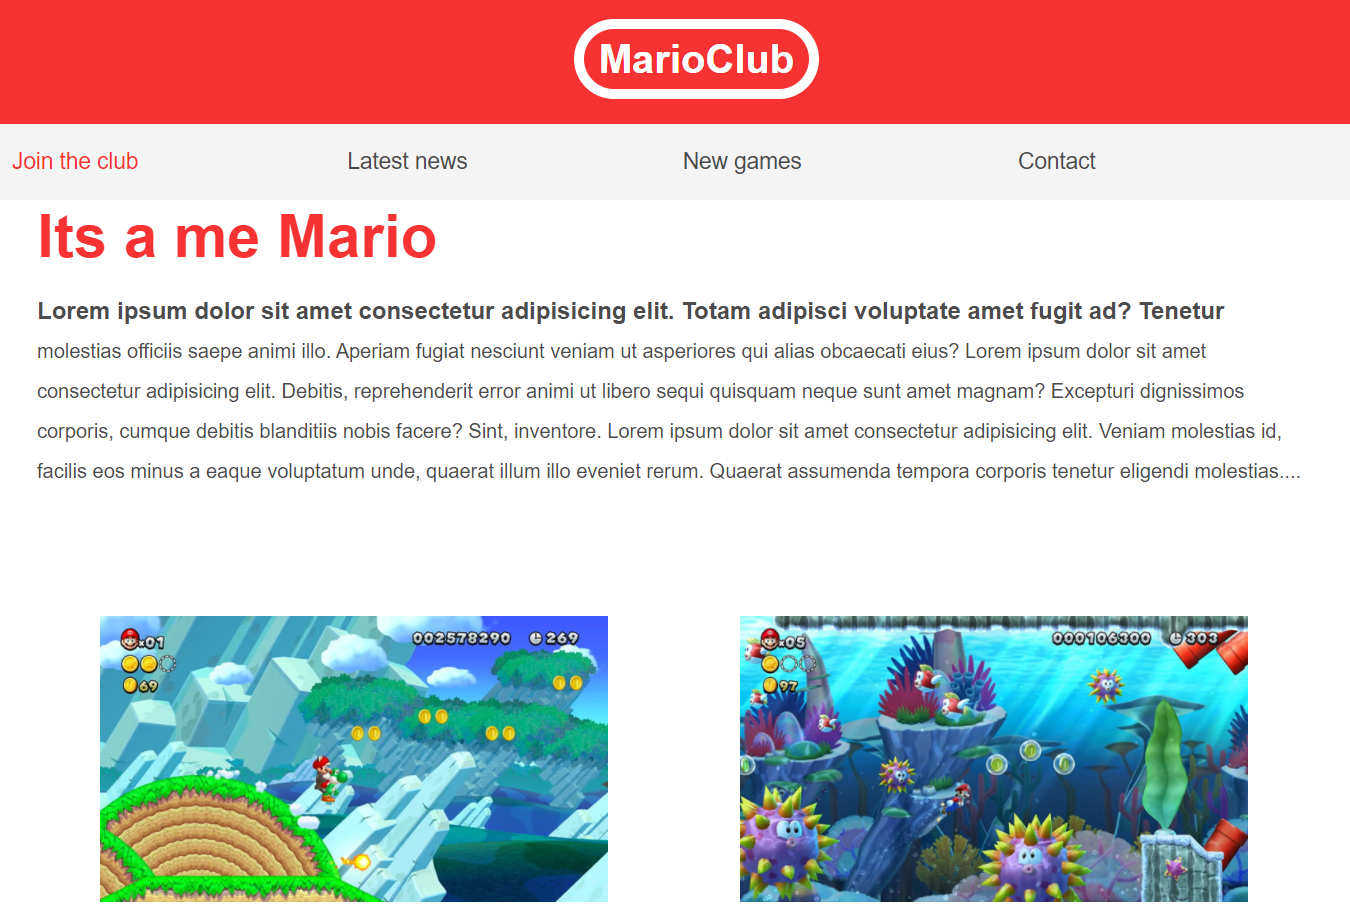 MarioClub
Join the club
Latest news
New games
Contact
Its a me Mario
Lorem ipsum dolor sit amet consectetur adipisicing elit. Totam adipisci voluptate amet fugit ad? Tenetur
molestias officiis saepe animi illo. Aperiam fugiat nesciunt veniam ut asperiores qui alias obcaecati eius? Lorem ipsum dolor sit amet
consectetur adipisicing elit. Debitis, reprehenderit error animi ut libero sequi quisquam neque sunt amet magnam? Excepturi dignissimos
corporis, cumque debitis blanditiis nobis facere? Sint, inventore. Lorem ipsum dolor sit amet consectetur adipisicing elit. Veniam molestias id,
facilis eos minus a eaque voluptatum unde, quaerat illum illo eveniet rerum. Quaerat assumenda tempora corporis tenetur eligendi molestias....
x01
002578290
269
69
x05
000106300
303
97